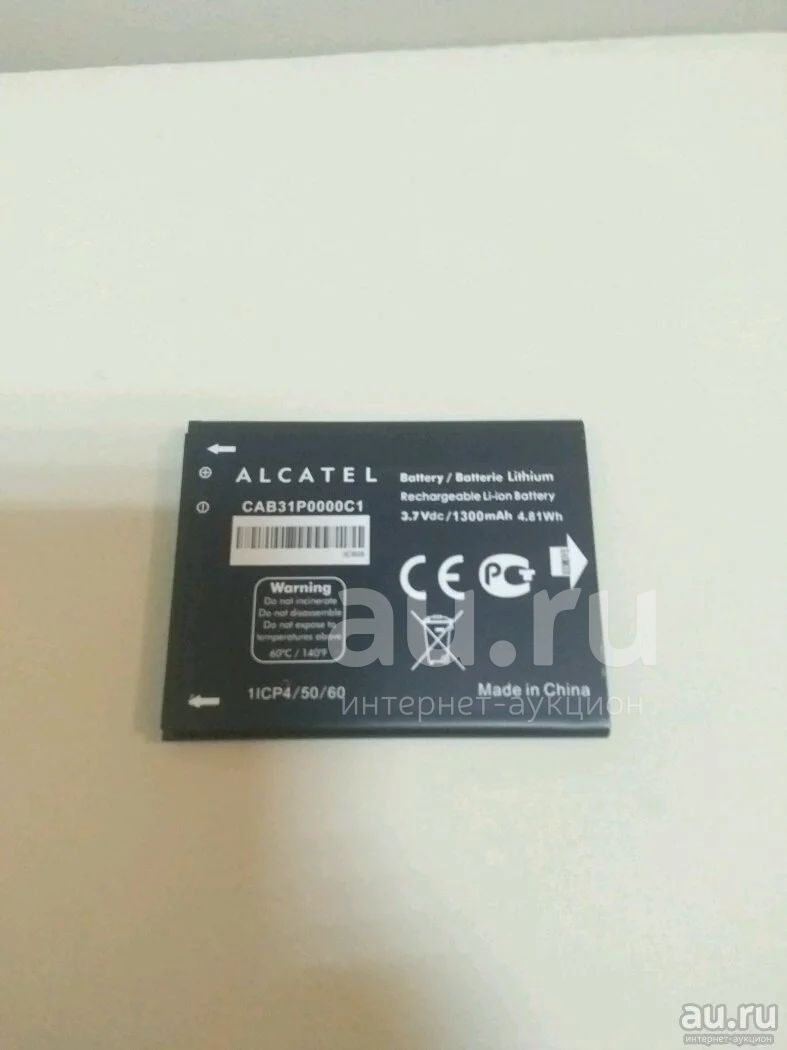 ALCATEL
CAB31P0000C1
Battery / Batterie Lithium
Rechargeable Li-ion Battery
3.7Vdc/1300mAh 4.81Wh
CE
Warning
Do not incinerate
Do not disassemble
Do not expose to
temperatures above
60°C / 140°F
1ICP4/50/60
Made in China
au.ru
интернет-аукцион
au.ru
интернет-аукцион